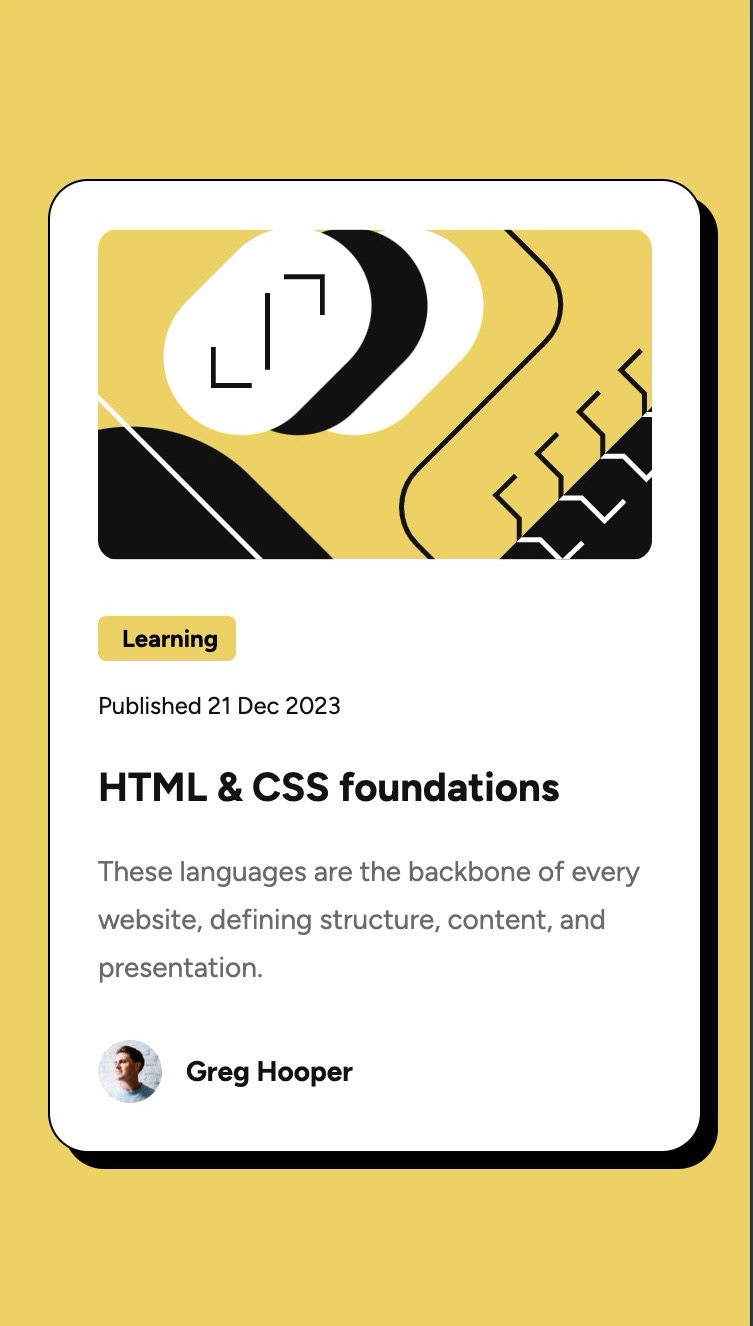 Learning
Published 21 Dec 2023
HTML & CSS foundations
These languages are the backbone of every
website, defining structure, content, and
presentation.
Greg Hooper